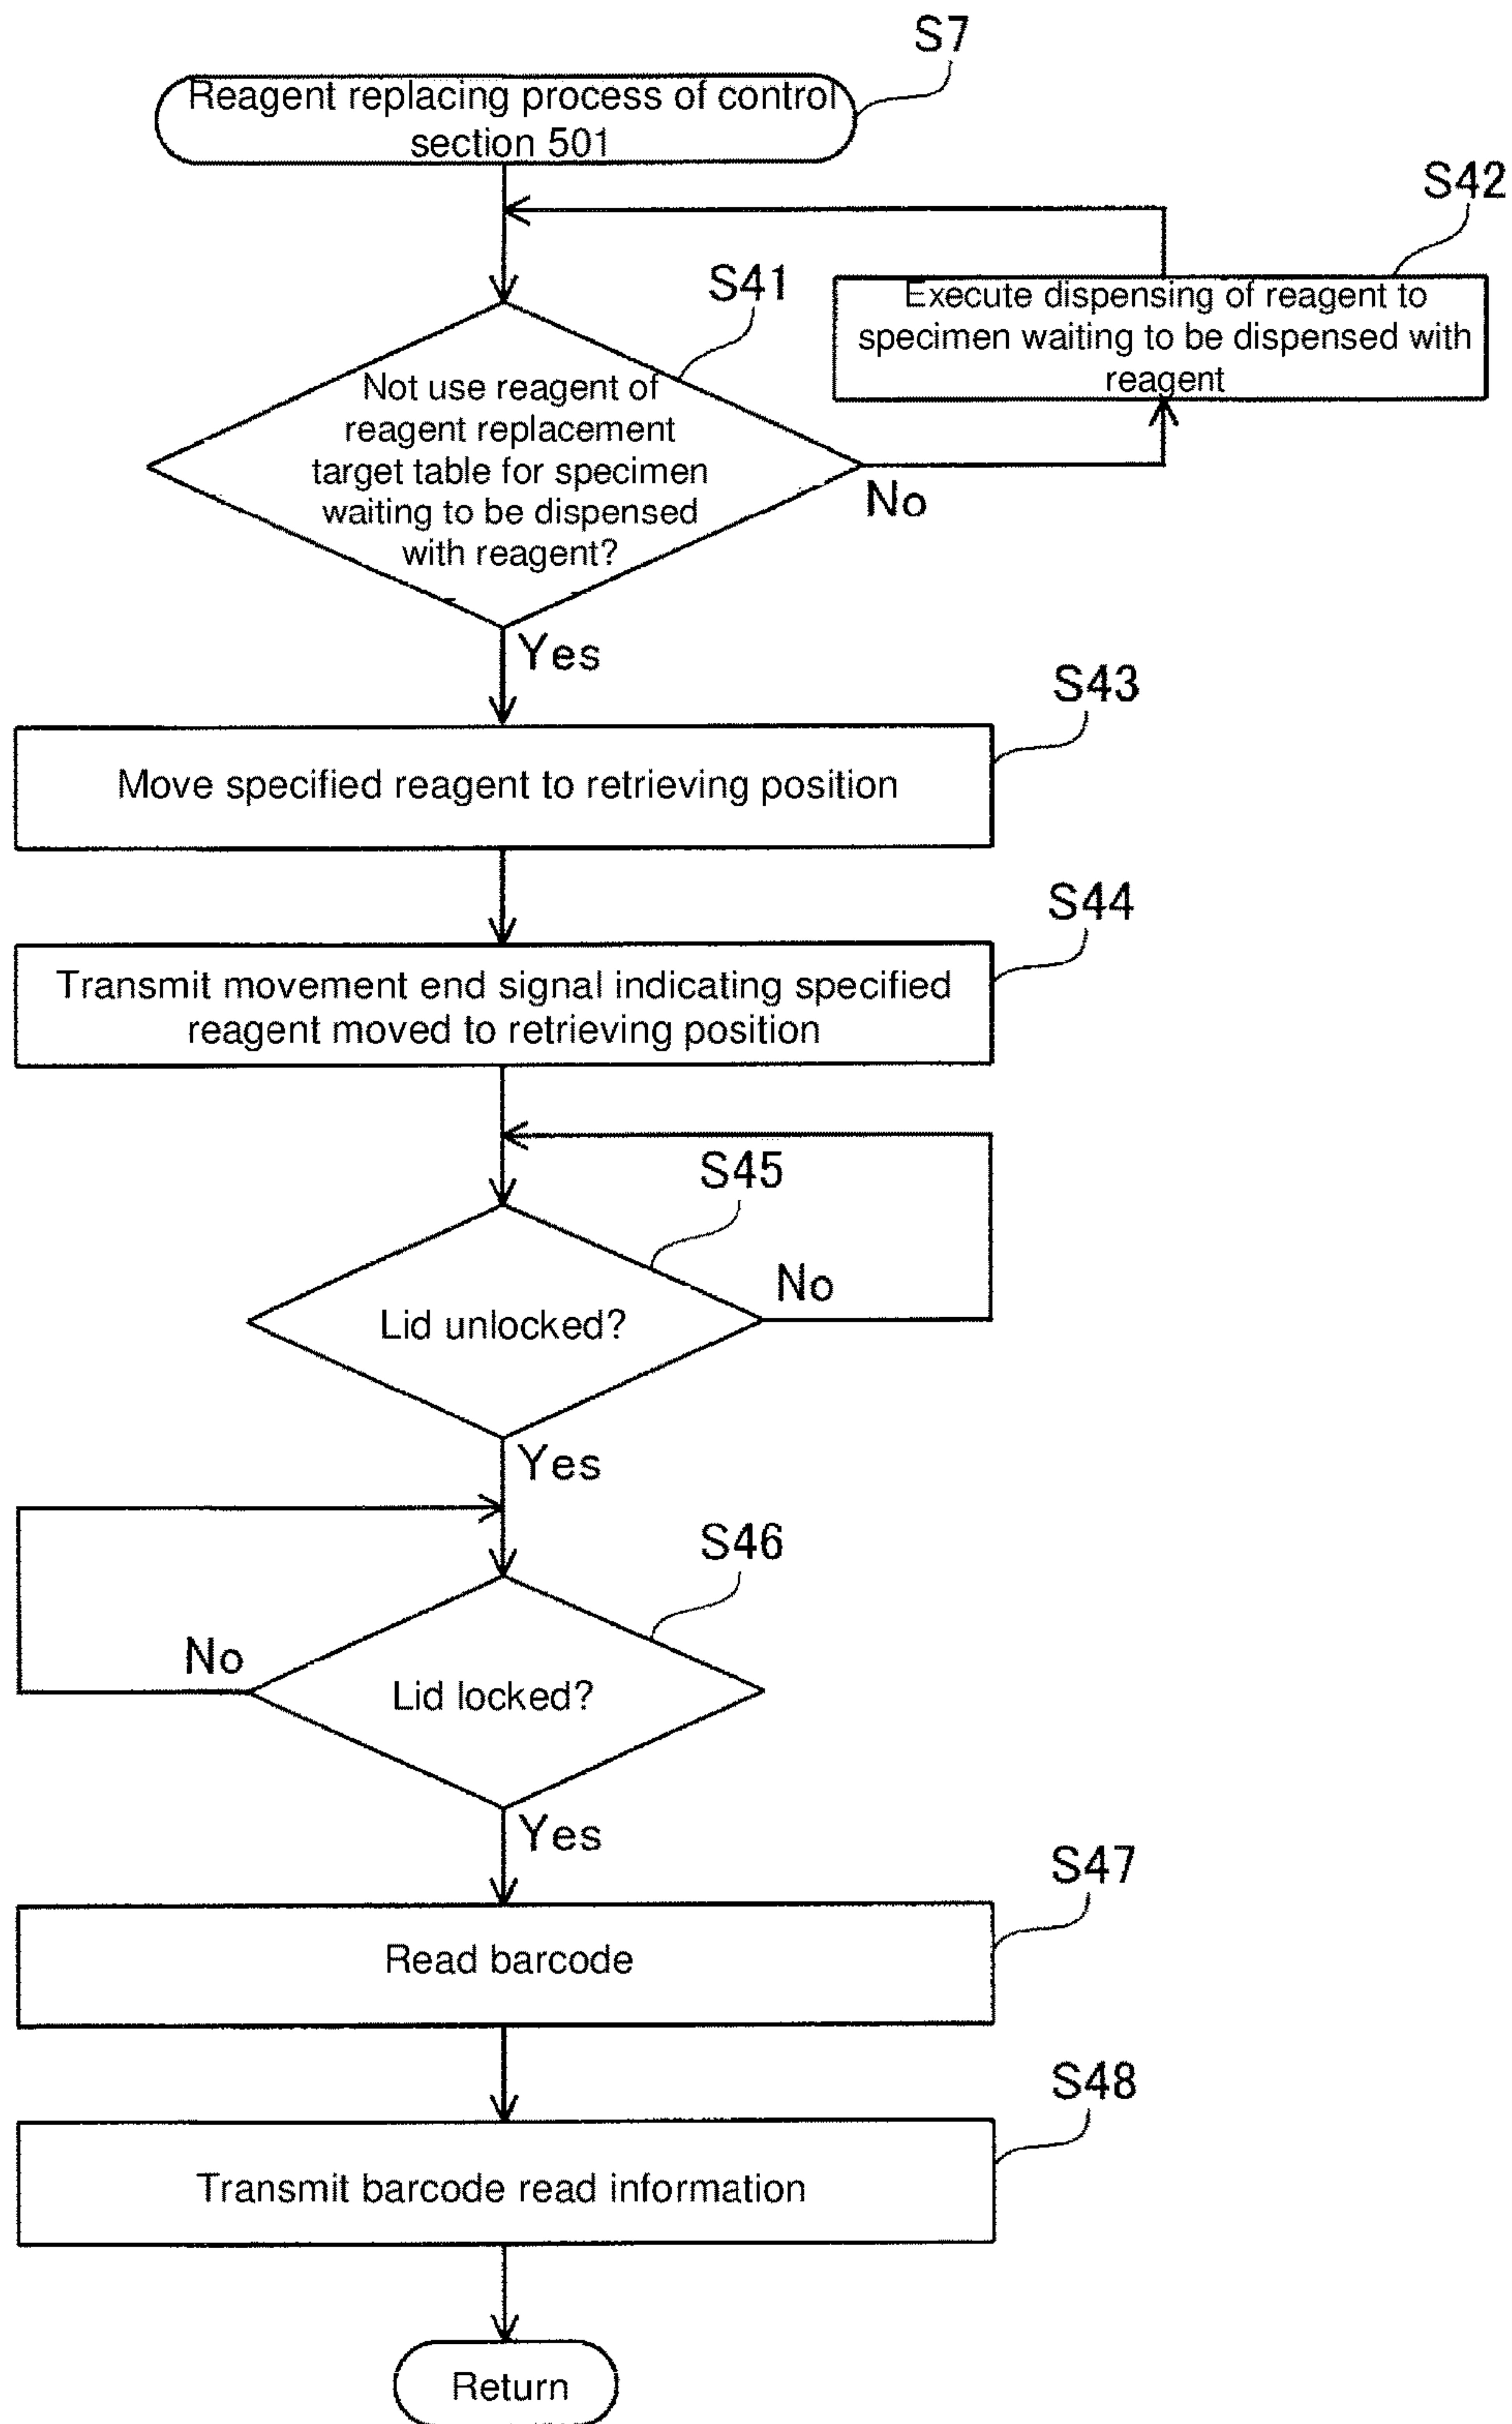 S7
Reagent replacing process of control
section 501
S42
Execute dispensing of reagent to
specimen waiting to be dispensed with
reagent
S41
Not use reagent of
reagent replacement
target table for specimen
waiting to be dispensed
with reagent?
No
Yes
S43
Move specified reagent to retrieving position
S44
Transmit movement end signal indicating specified
reagent moved to retrieving position
S45
Lid unlocked?
No
Yes
S46
No
Lid locked?
Yes
S47
Read barcode
S48
Transmit barcode read information
Return